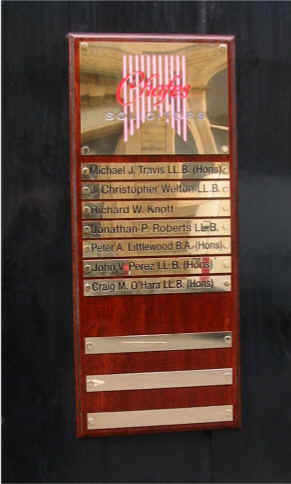 Chafes
SOLICITORS
Michael J. Travis LL.B. (Hons)
J. Christopher Welton LL.B.
Richard W. Knott
Jonathan P. Roberts LL.B.
Peter A. Littlewood B.A. (Hons)
John V. Perez LL.B. (Hons)
Craig M. O'Hara LL.B. (Hons)